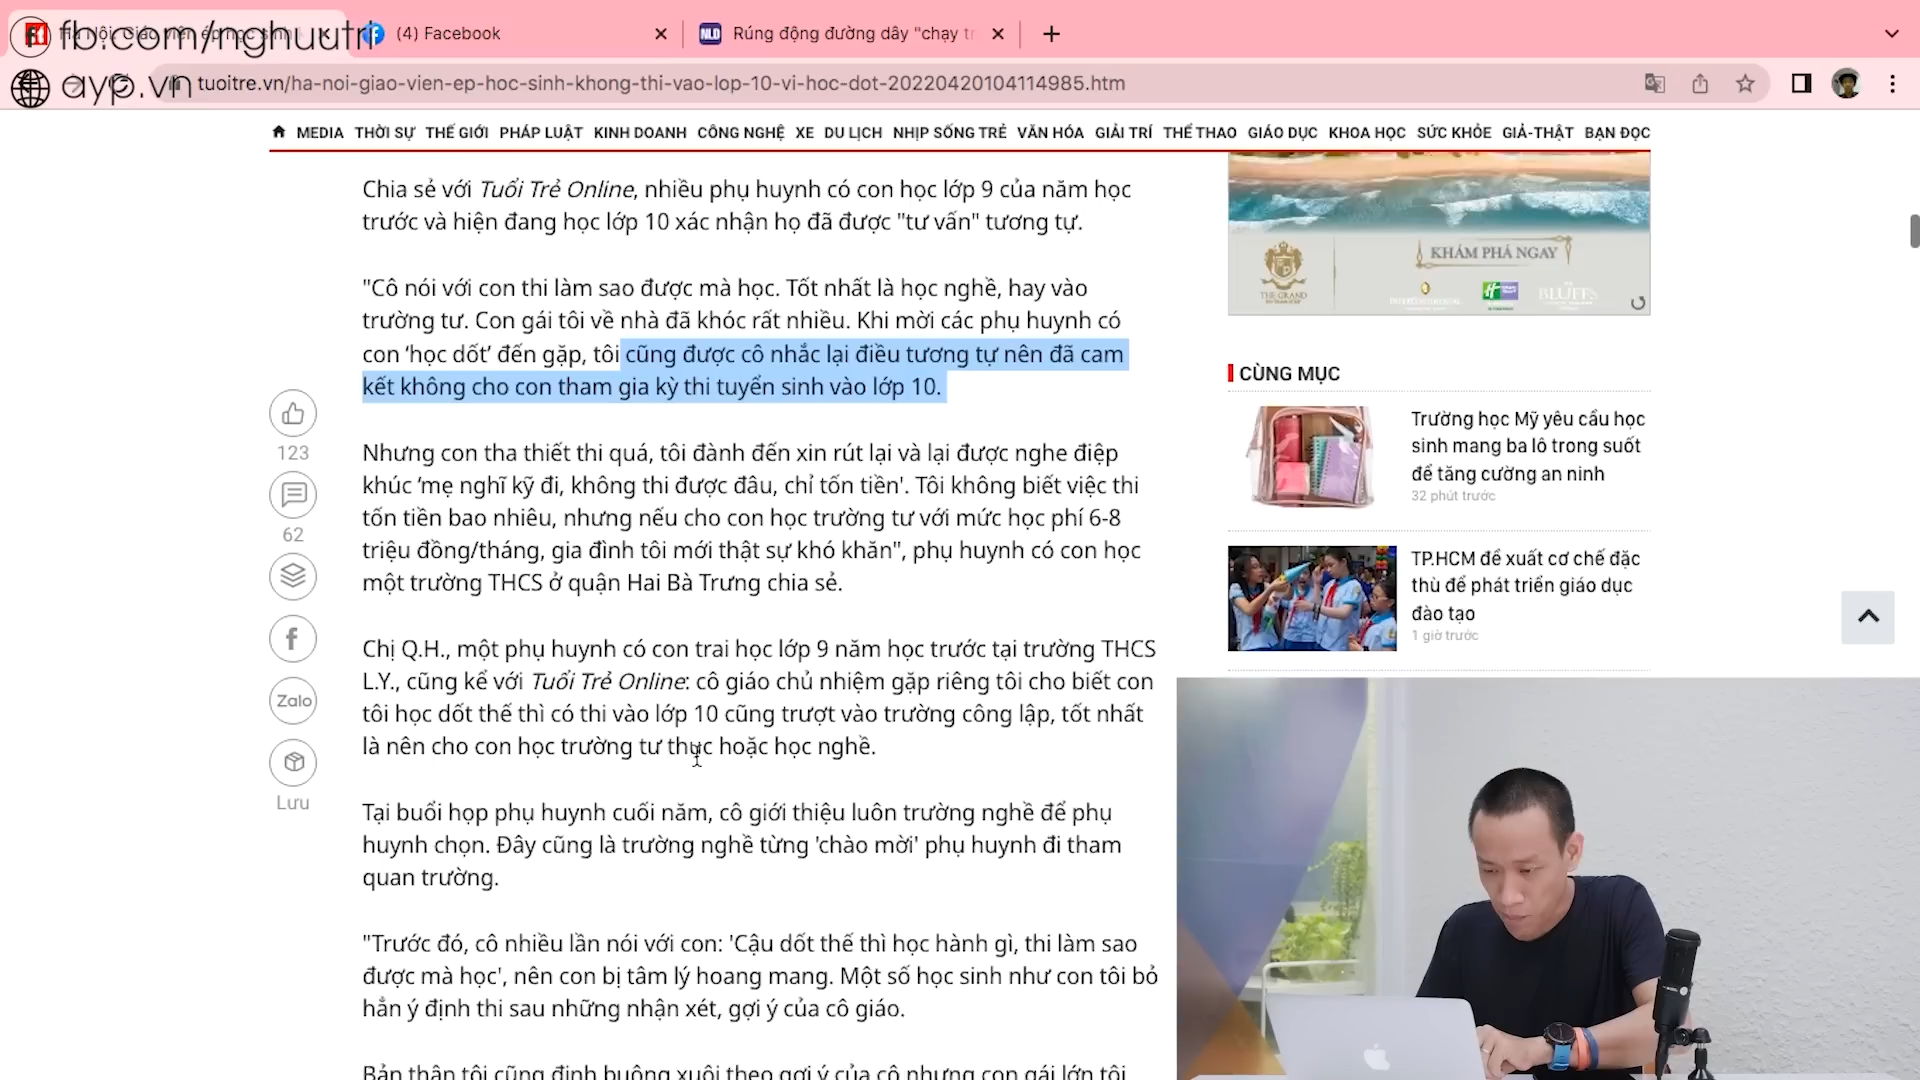 fb.com/nghuutri
(4) Facebook
Rúng động đường dây "chạy tr
ayp.vn
tuoitre.vn/ha-noi-giao-vien-ep-hoc-sinh-khong-thi-vao-lop-10-vi-hoc-dot-20220420104114985.htm
MEDIA THỜI SỰ THẾ GIỚI PHÁP LUẬT KINH DOANH CÔNG NGHỆ XE DU LỊCH NHỊP SỐNG TRẺ VĂN HÓA GIẢI TRÍ THỂ THAO GIÁO DỤC KHOA HỌC SỨC KHỎE GIẢ-THẬT BẠN ĐỌC
Chia sẻ với Tuổi Trẻ Online, nhiều phụ huynh có con học lớp 9 của năm học
trước và hiện đang học lớp 10 xác nhận họ đã được "tư vấn" tương tự.
"Cô nói với con thi làm sao được mà học. Tốt nhất là học nghề, hay vào
trường tư. Con gái tôi về nhà đã khóc rất nhiều. Khi mời các phụ huynh có
con ‘học dốt’ đến gặp, tôi cũng được cô nhắc lại điều tương tự nên đã cam
kết không cho con tham gia kỳ thi tuyển sinh vào lớp 10.
Nhưng con tha thiết thi quá, tôi đành đến xin rút lại và lại được nghe điệp
khúc ‘mẹ nghĩ kỹ đi, không thi được đâu, chỉ tốn tiền'. Tôi không biết việc thi
tốn tiền bao nhiêu, nhưng nếu cho con học trường tư với mức học phí 6-8
triệu đồng/tháng, gia đình tôi mới thật sự khó khăn", phụ huynh có con học
một trường THCS ở quận Hai Bà Trưng chia sẻ.
Chị Q.H., một phụ huynh có con trai học lớp 9 năm học trước tại trường THCS
L.Y., cũng kể với Tuổi Trẻ Online: cô giáo chủ nhiệm gặp riêng tôi cho biết con
tôi học dốt thế thì có thi vào lớp 10 cũng trượt vào trường công lập, tốt nhất
là nên cho con học trường tư thục hoặc học nghề.
Tại buổi họp phụ huynh cuối năm, cô giới thiệu luôn trường nghề để phụ
huynh chọn. Đây cũng là trường nghề từng 'chào mời' phụ huynh đi tham
quan trường.
"Trước đó, cô nhiều lần nói với con: 'Cậu dốt thế thì học hành gì, thi làm sao
được mà học', nên con bị tâm lý hoang mang. Một số học sinh như con tôi bỏ
hẳn ý định thi sau những nhận xét, gợi ý của cô giáo.
Bản thân tôi cũng định buông xuôi theo gợi ý của cô nhưng con gái lớn tôi
123
62
Zalo
Lưu
KHÁM PHÁ NGAY
THE GRAND
BLUFFS
CÙNG MỤC
Trường học Mỹ yêu cầu học
sinh mang ba lô trong suốt
để tăng cường an ninh
32 phút trước
TP.HCM đề xuất cơ chế đặc
thù để phát triển giáo dục
đào tạo
1 giờ trước